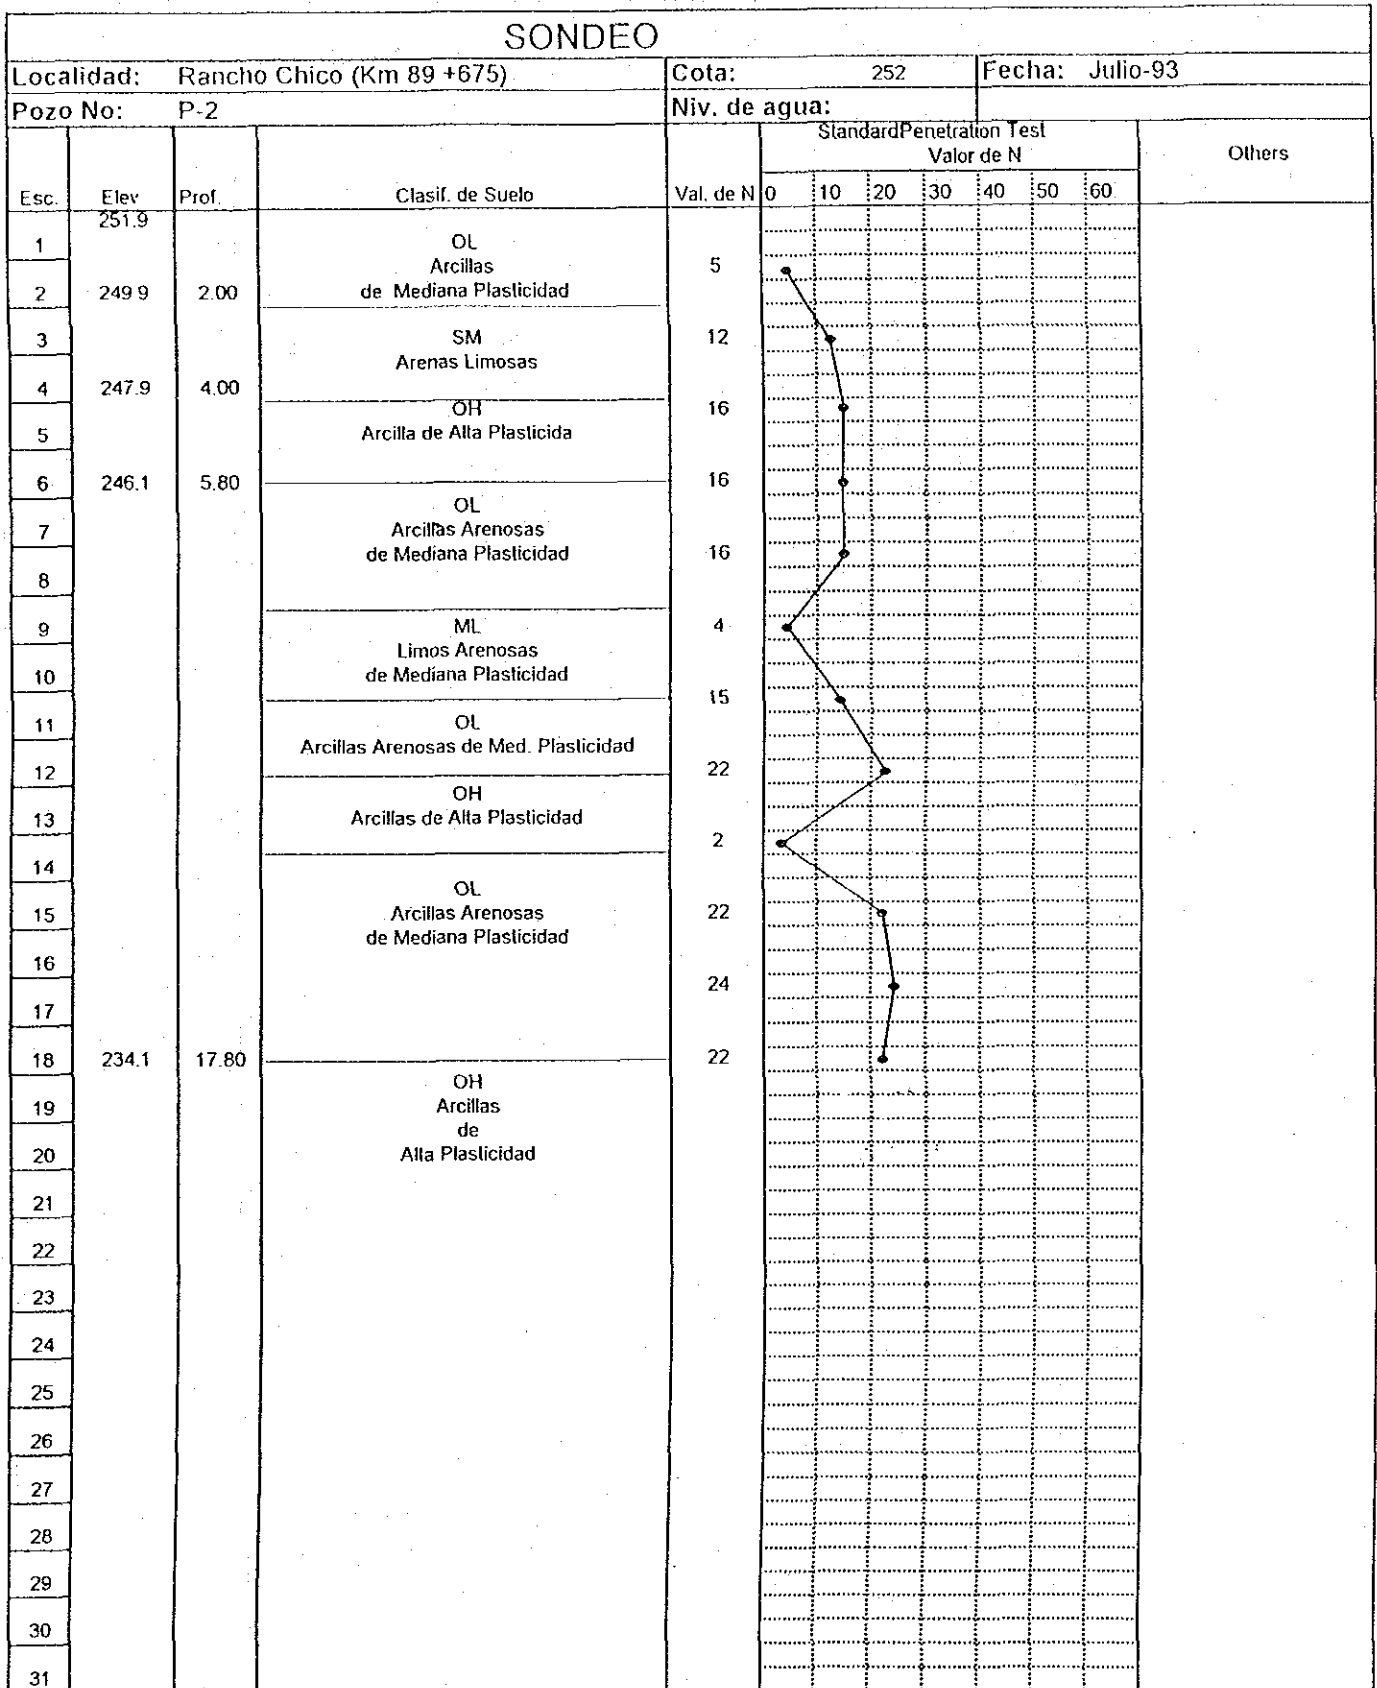 SONDEO
Localidad: Rancho Chico (Km 89 +675) Cota: 252 Fecha: Julio-93
Pozo No: P-2 Niv. de agua:
StandardPenetration Test
Valor de N Others
Esc. Elev Prof. Clasif. de Suelo Val. de N 0 10 20 30 40 50 60
251.9
1 OL
Arcillas 5
2 249.9 2.00 de Mediana Plasticidad
3 SM 12
Arenas Limosas
4 247.9 4.00
OH 16
5 Arcilla de Alta Plasticida
6 246.1 5.80 16
OL
7 Arcillas Arenosas
de Mediana Plasticidad 16
8
9 ML 4
Limos Arenosas
10 de Mediana Plasticidad
15
11 OL
Arcillas Arenosas de Med. Plasticidad
12 22
OH
13 Arcillas de Alta Plasticidad
2
14
OL
15 Arcillas Arenosas 22
de Mediana Plasticidad
16
24
17
18 234.1 17.80 22
OH
19 Arcillas
de
20 Alta Plasticidad
21
22
23
24
25
26
27
28
29
30
31